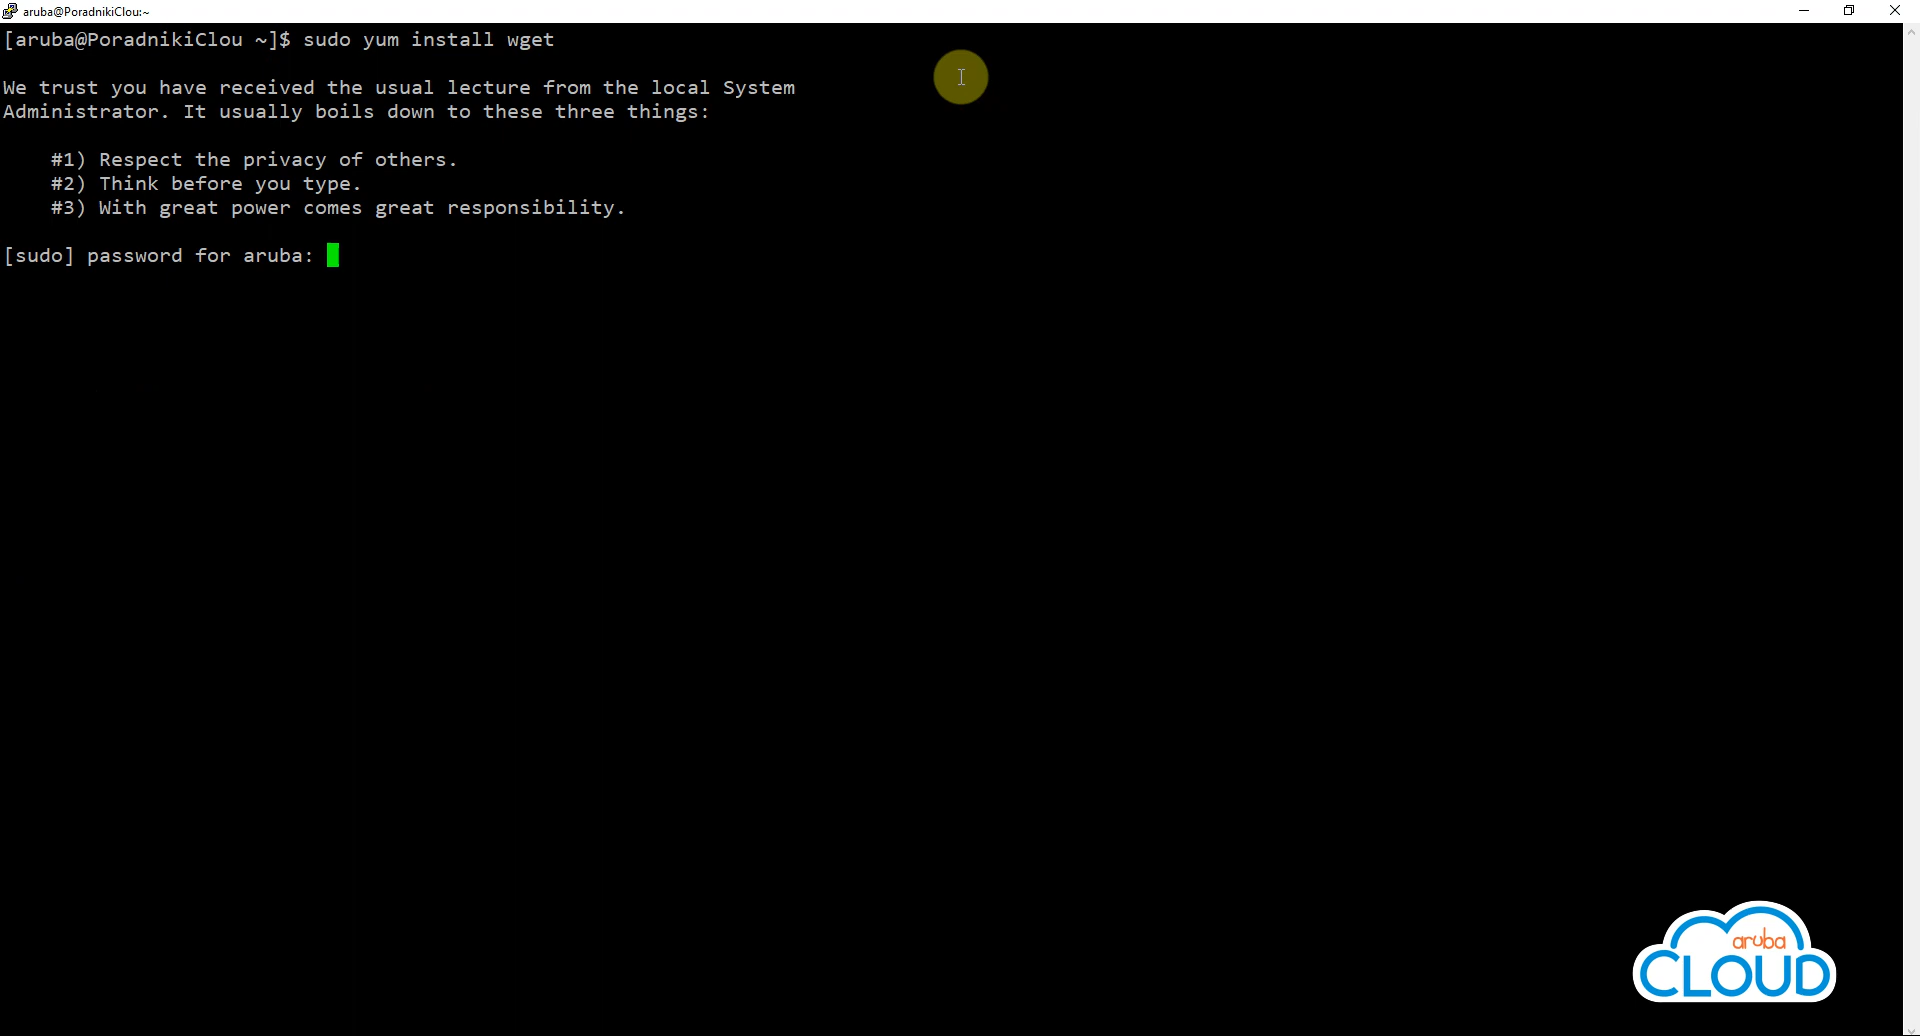 aruba@PoradnikiClou:~
[aruba@PoradnikiClou ~]$ sudo yum install wget
We trust you have received the usual lecture from the local System
Administrator. It usually boils down to these three things:
#1) Respect the privacy of others.
#2) Think before you type.
#3) With great power comes great responsibility.
[sudo] password for aruba:
aruba
CLOUD